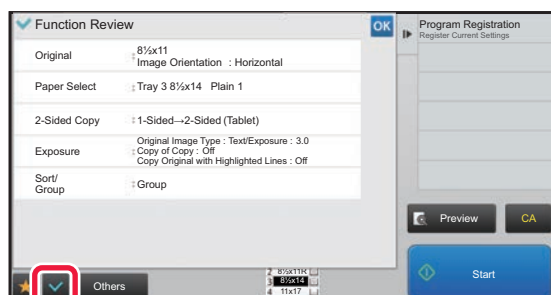 Function Review
OK
Original
8½x11
Image Orientation : Horizontal
Paper Select
Tray 3 8½x14 Plain 1
2-Sided Copy
1-Sided→2-Sided (Tablet)
Exposure
Original Image Type : Text/Exposure : 3.0
Copy of Copy : Off
Copy Original with Highlighted Lines : Off
Sort/
Group
Group
Others
2 8½x11R
3 8½x14
4 11x17
Program Registration
Register Current Settings
Preview
CA
Start